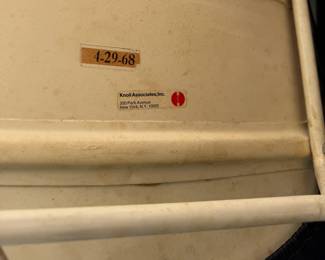 4-29-68
Knoll Associates, Inc.
320 Park Avenue
New York, N.Y. 10022